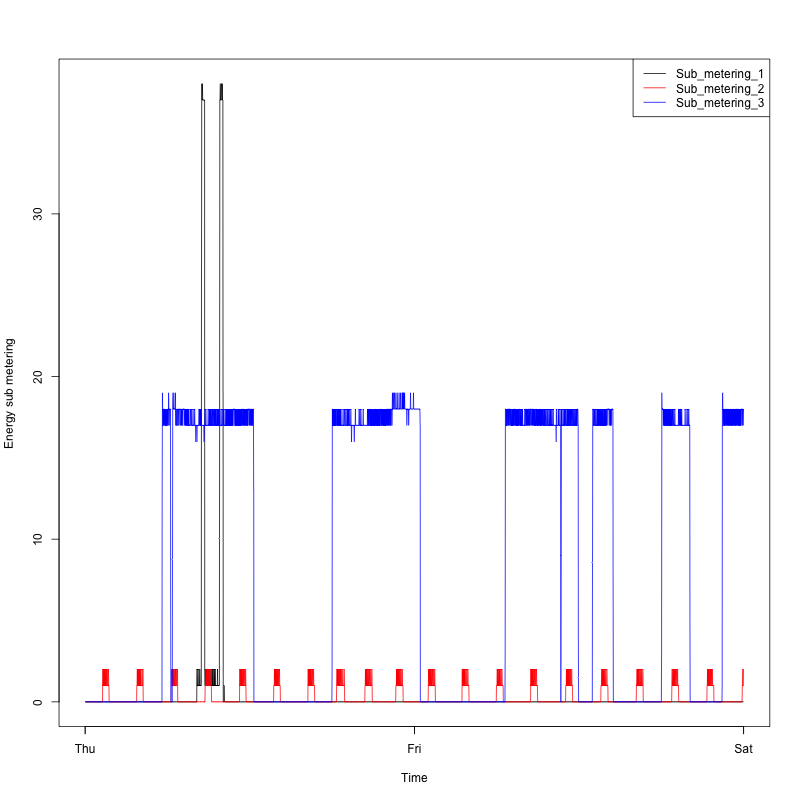 Sub_metering_1
Sub_metering_2
Sub_metering_3
Energy sub metering
30
20
10
0
Thu Fri Sat
Time